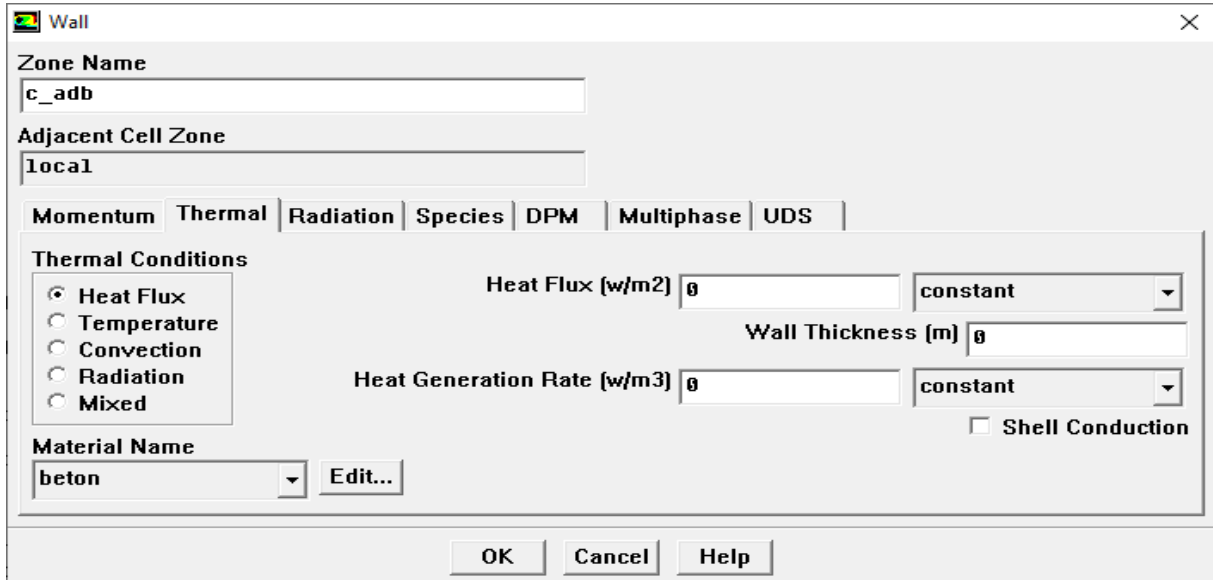 Wall
Zone Name
c_adb
Adjacent Cell Zone
local
Momentum Thermal Radiation Species DPM Multiphase UDS
Thermal Conditions
Heat Flux
Temperature
Convection
Radiation
Mixed
Heat Flux (w/m2) 0 constant
Wall Thickness (m) 0
Heat Generation Rate (w/m3) 0 constant
Shell Conduction
Material Name
beton Edit...
OK Cancel Help